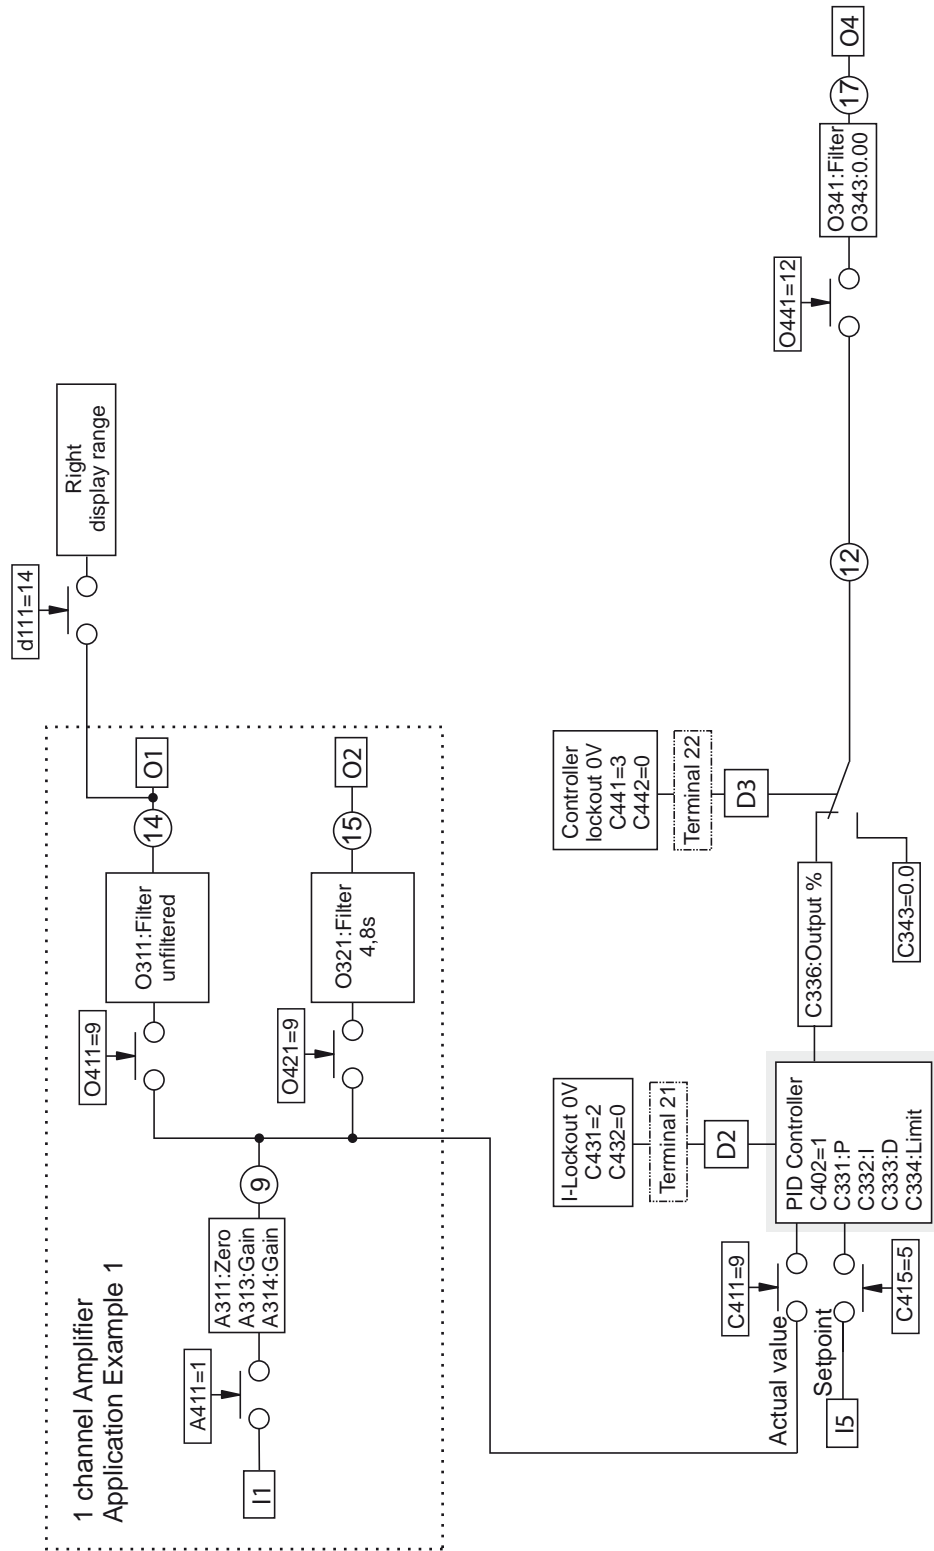 1 channel Amplifier
Application Example 1
I1
A411=1
A311:Zero
A313:Gain
A314:Gain
9
O411=9
O311:Filter
unfiltered
14
O1
d111=14
Right
display range
O421=9
O321:Filter
4,8s
15
O2
Actual value
Setpoint
I5
C411=9
C415=5
I-Lockout 0V
C431=2
C432=0
Terminal 21
D2
PID Controller
C402=1
C331:P
C332:I
C333:D
C334:Limit
C336:Output %
C343=0.0
Controller
lockout 0V
C441=3
C442=0
Terminal 22
D3
12
O441=12
O341:Filter
O343:0.00
17
O4